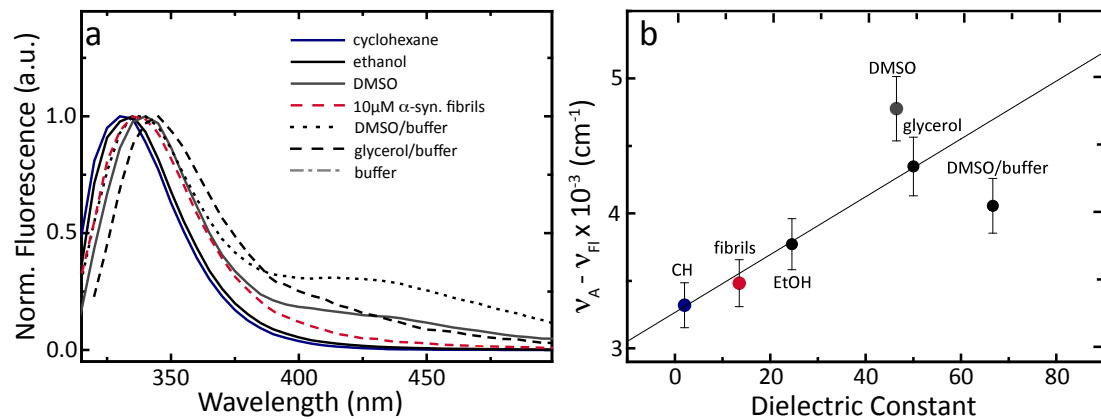 a
cyclohexane
ethanol
DMSO
10μM α-syn. fibrils
DMSO/buffer
glycerol/buffer
buffer
Norm. Fluorescence (a.u.)
1.0
0.5
0.0
350
400
450
Wavelength (nm)
b
DMSO
glycerol
DMSO/buffer
fibrils
CH
EtOH
ν_A - ν_Fl x 10^-3 (cm^-1)
5
4
3
0
20
40
60
80
Dielectric Constant